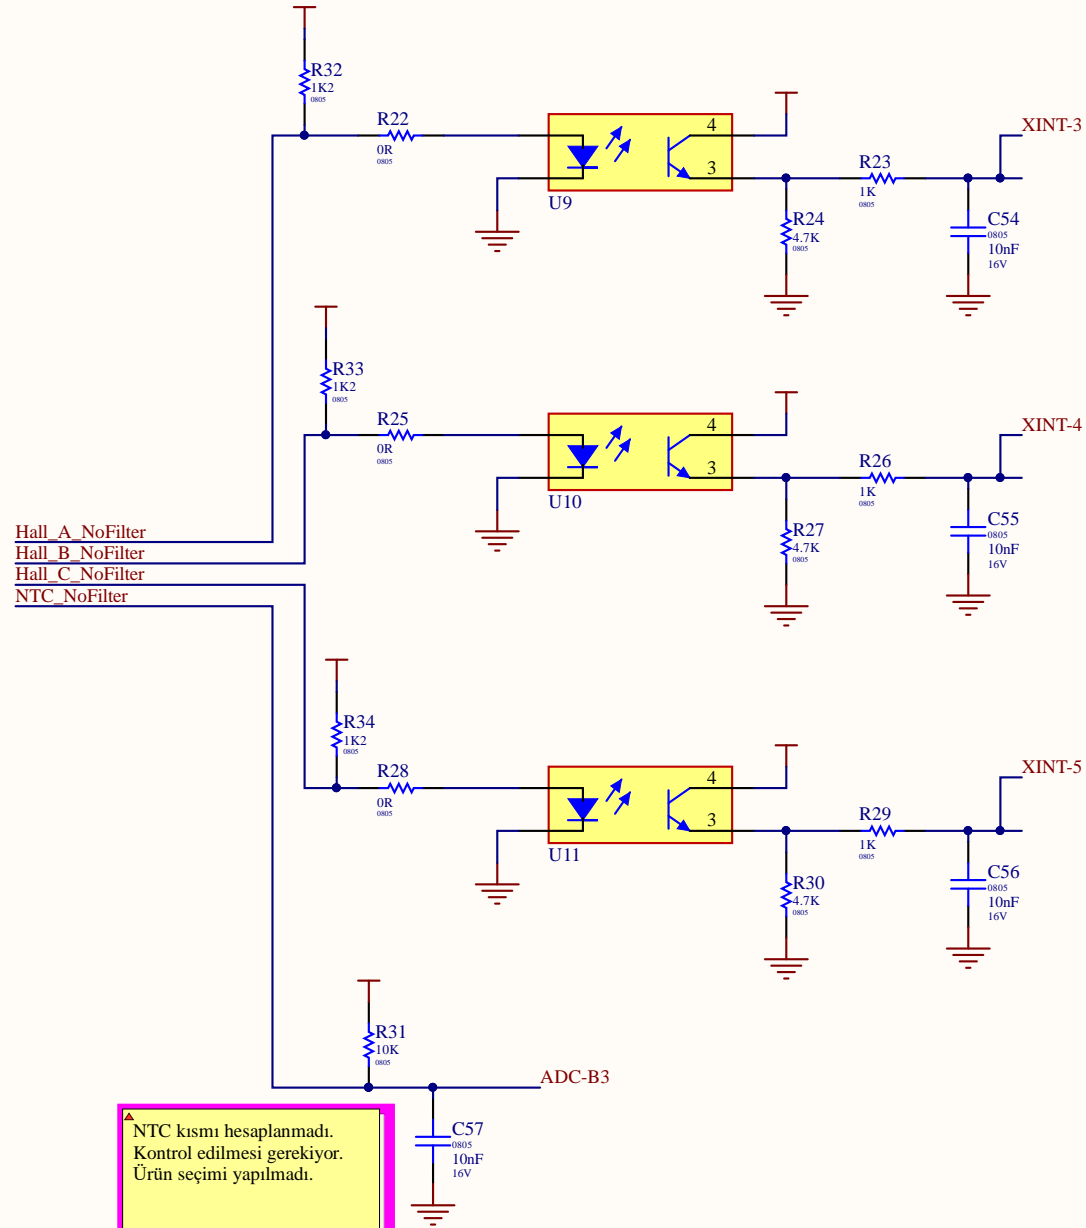 R32
1K2
0805
R22
0R
0805
U9
4
3
R23
1K
0805
R24
4.7K
0805
XINT-3
C54
0805
10nF
16V
R33
1K2
0805
R25
0R
0805
U10
4
3
R26
1K
0805
R27
4.7K
0805
XINT-4
C55
0805
10nF
16V
Hall_A_NoFilter
Hall_B_NoFilter
Hall_C_NoFilter
NTC_NoFilter
R34
1K2
0805
R28
0R
0805
U11
4
3
R29
1K
0805
R30
4.7K
0805
XINT-5
C56
0805
10nF
16V
R31
10K
0805
ADC-B3
C57
0805
10nF
16V
NTC kısmı hesaplanmadı.
Kontrol edilmesi gerekiyor.
Ürün seçimi yapılmadı.